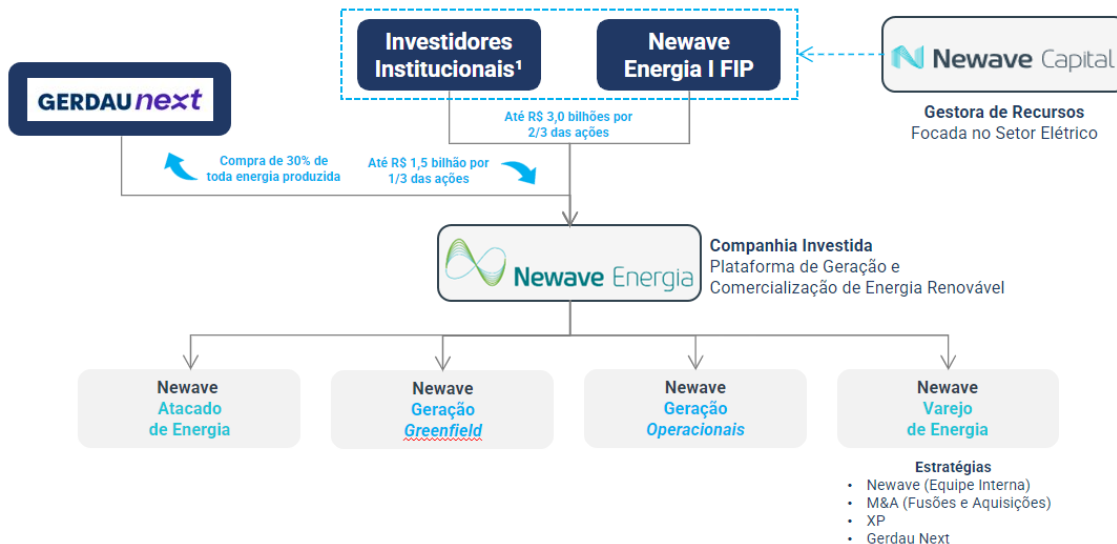 Investidores
Institucionais¹
Newave
Energia I FIP
Newave Capital
Gestora de Recursos
Focada no Setor Elétrico
GERDAU next
Até R$ 3,0 bilhões por
2/3 das ações
Compra de 30% de
toda energia produzida
Até R$ 1,5 bilhão por
1/3 das ações
Newave Energia
Companhia Investida
Plataforma de Geração e
Comercialização de Energia Renovável
Newave
Atacado
de Energia
Newave
Geração
Greenfield
Newave
Geração
Operacionais
Newave
Varejo
de Energia
Estratégias
• Newave (Equipe Interna)
• M&A (Fusões e Aquisições)
• XP
• Gerdau Next